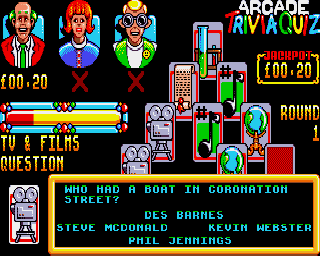 ARCADE
TRIVIA QUIZ
JACKPOT
£00.20
£00.20
ROUND
1
TV & FILMS
QUESTION
WHO HAD A BOAT IN CORONATION
STREET?
DES BARNES
STEVE MCDONALD KEVIN WEBSTER
PHIL JENNINGS